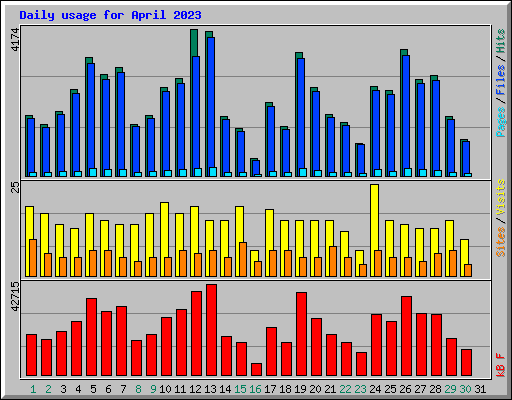 Daily usage for April 2023
4174
Pages / Files / Hits
25
Sites / Visits
42715
kB F
1 2 3 4 5 6 7 8 9 10 11 12 13 14 15 16 17 18 19 20 21 22 23 24 25 26 27 28 29 30 31